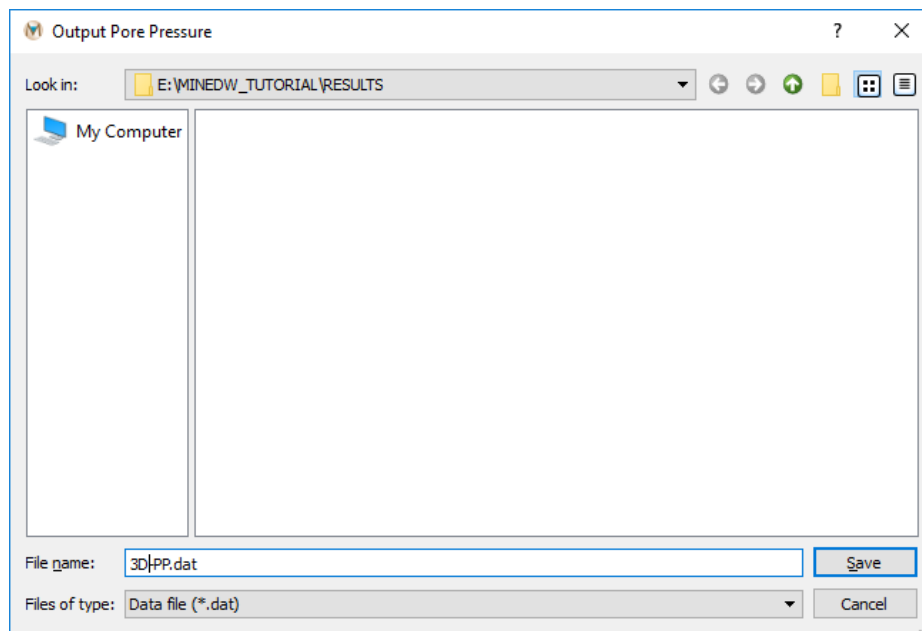 Output Pore Pressure
?
Look in: E:\MINEDW_TUTORIAL\RESULTS
My Computer
File name: 3D-PP.dat Save
Files of type: Data file (*.dat) Cancel